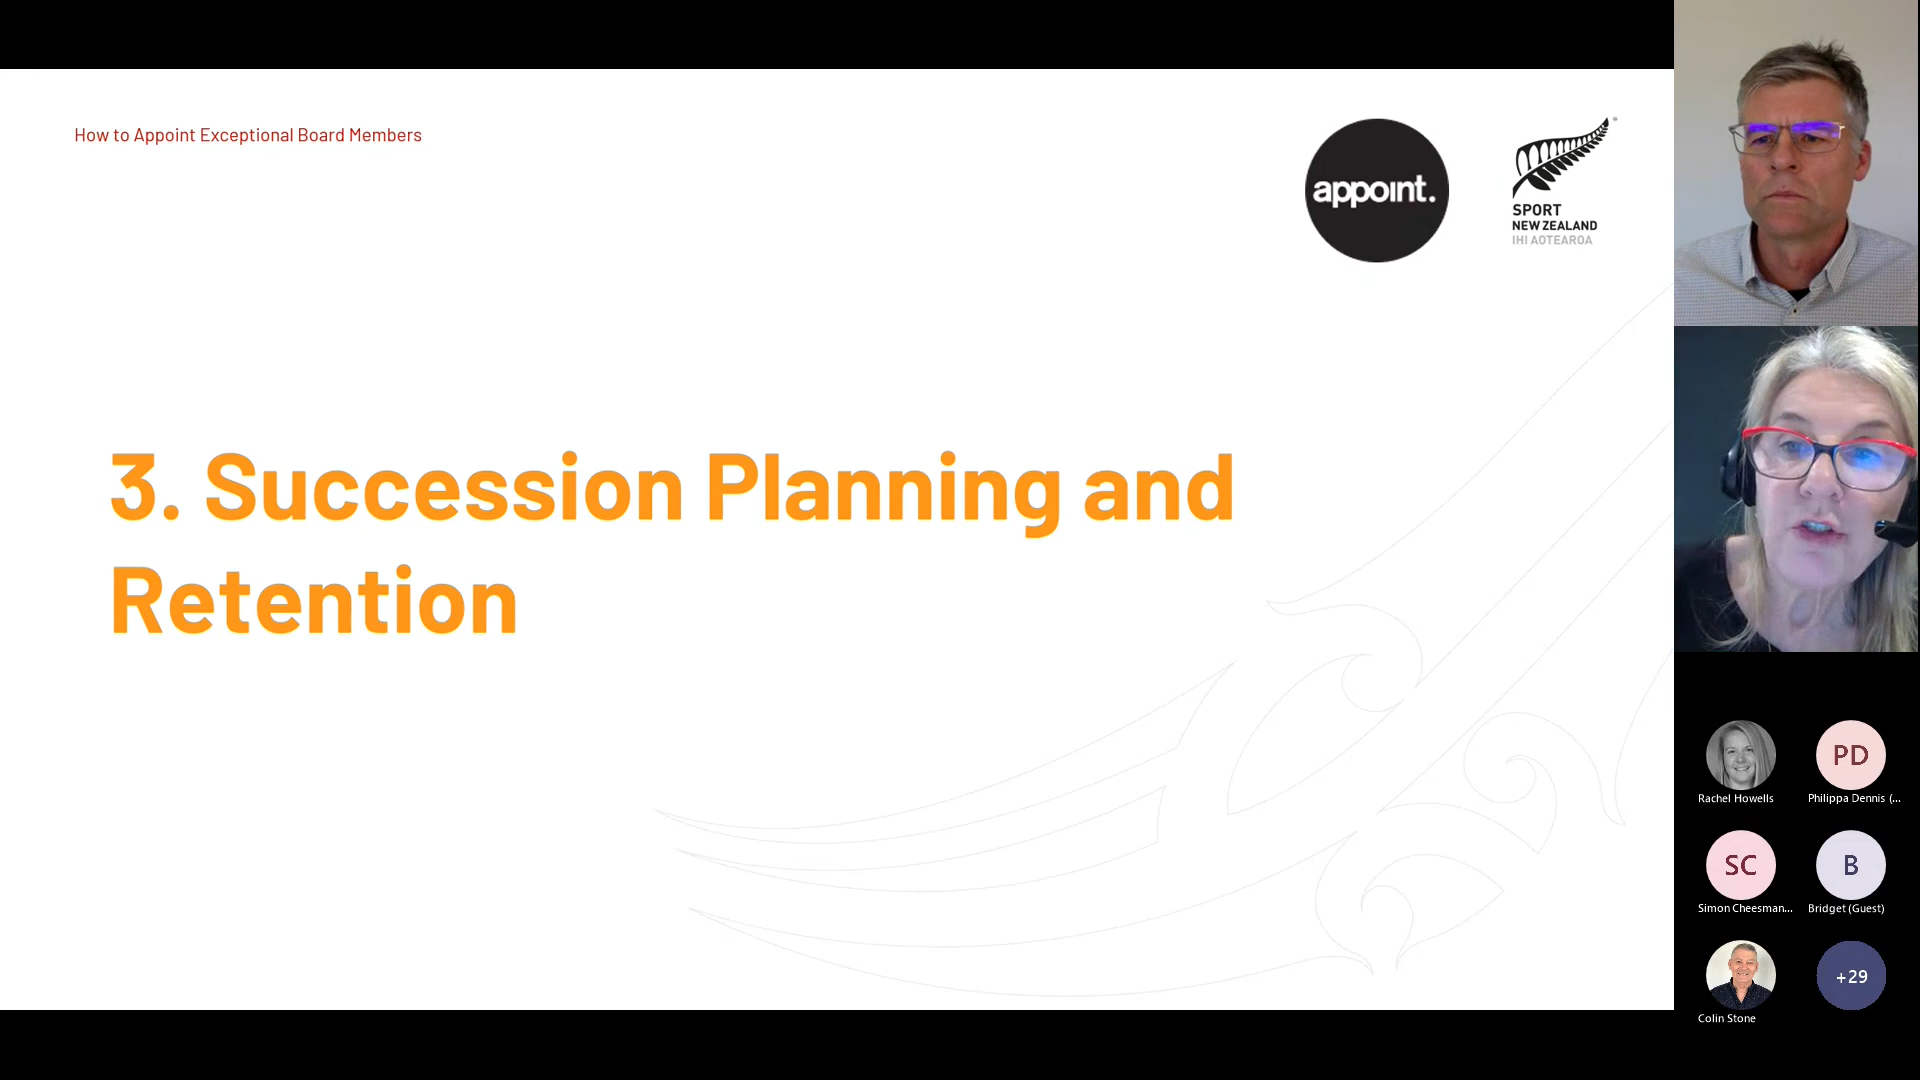 How to Appoint Exceptional Board Members
appoint.
SPORT
NEW ZEALAND
IHI AOTEAROA
3. Succession Planning and
Retention
PD
Rachel Howells
Philippa Dennis (...
SC
B
Simon Cheesman...
Bridget (Guest)
+29
Colin Stone